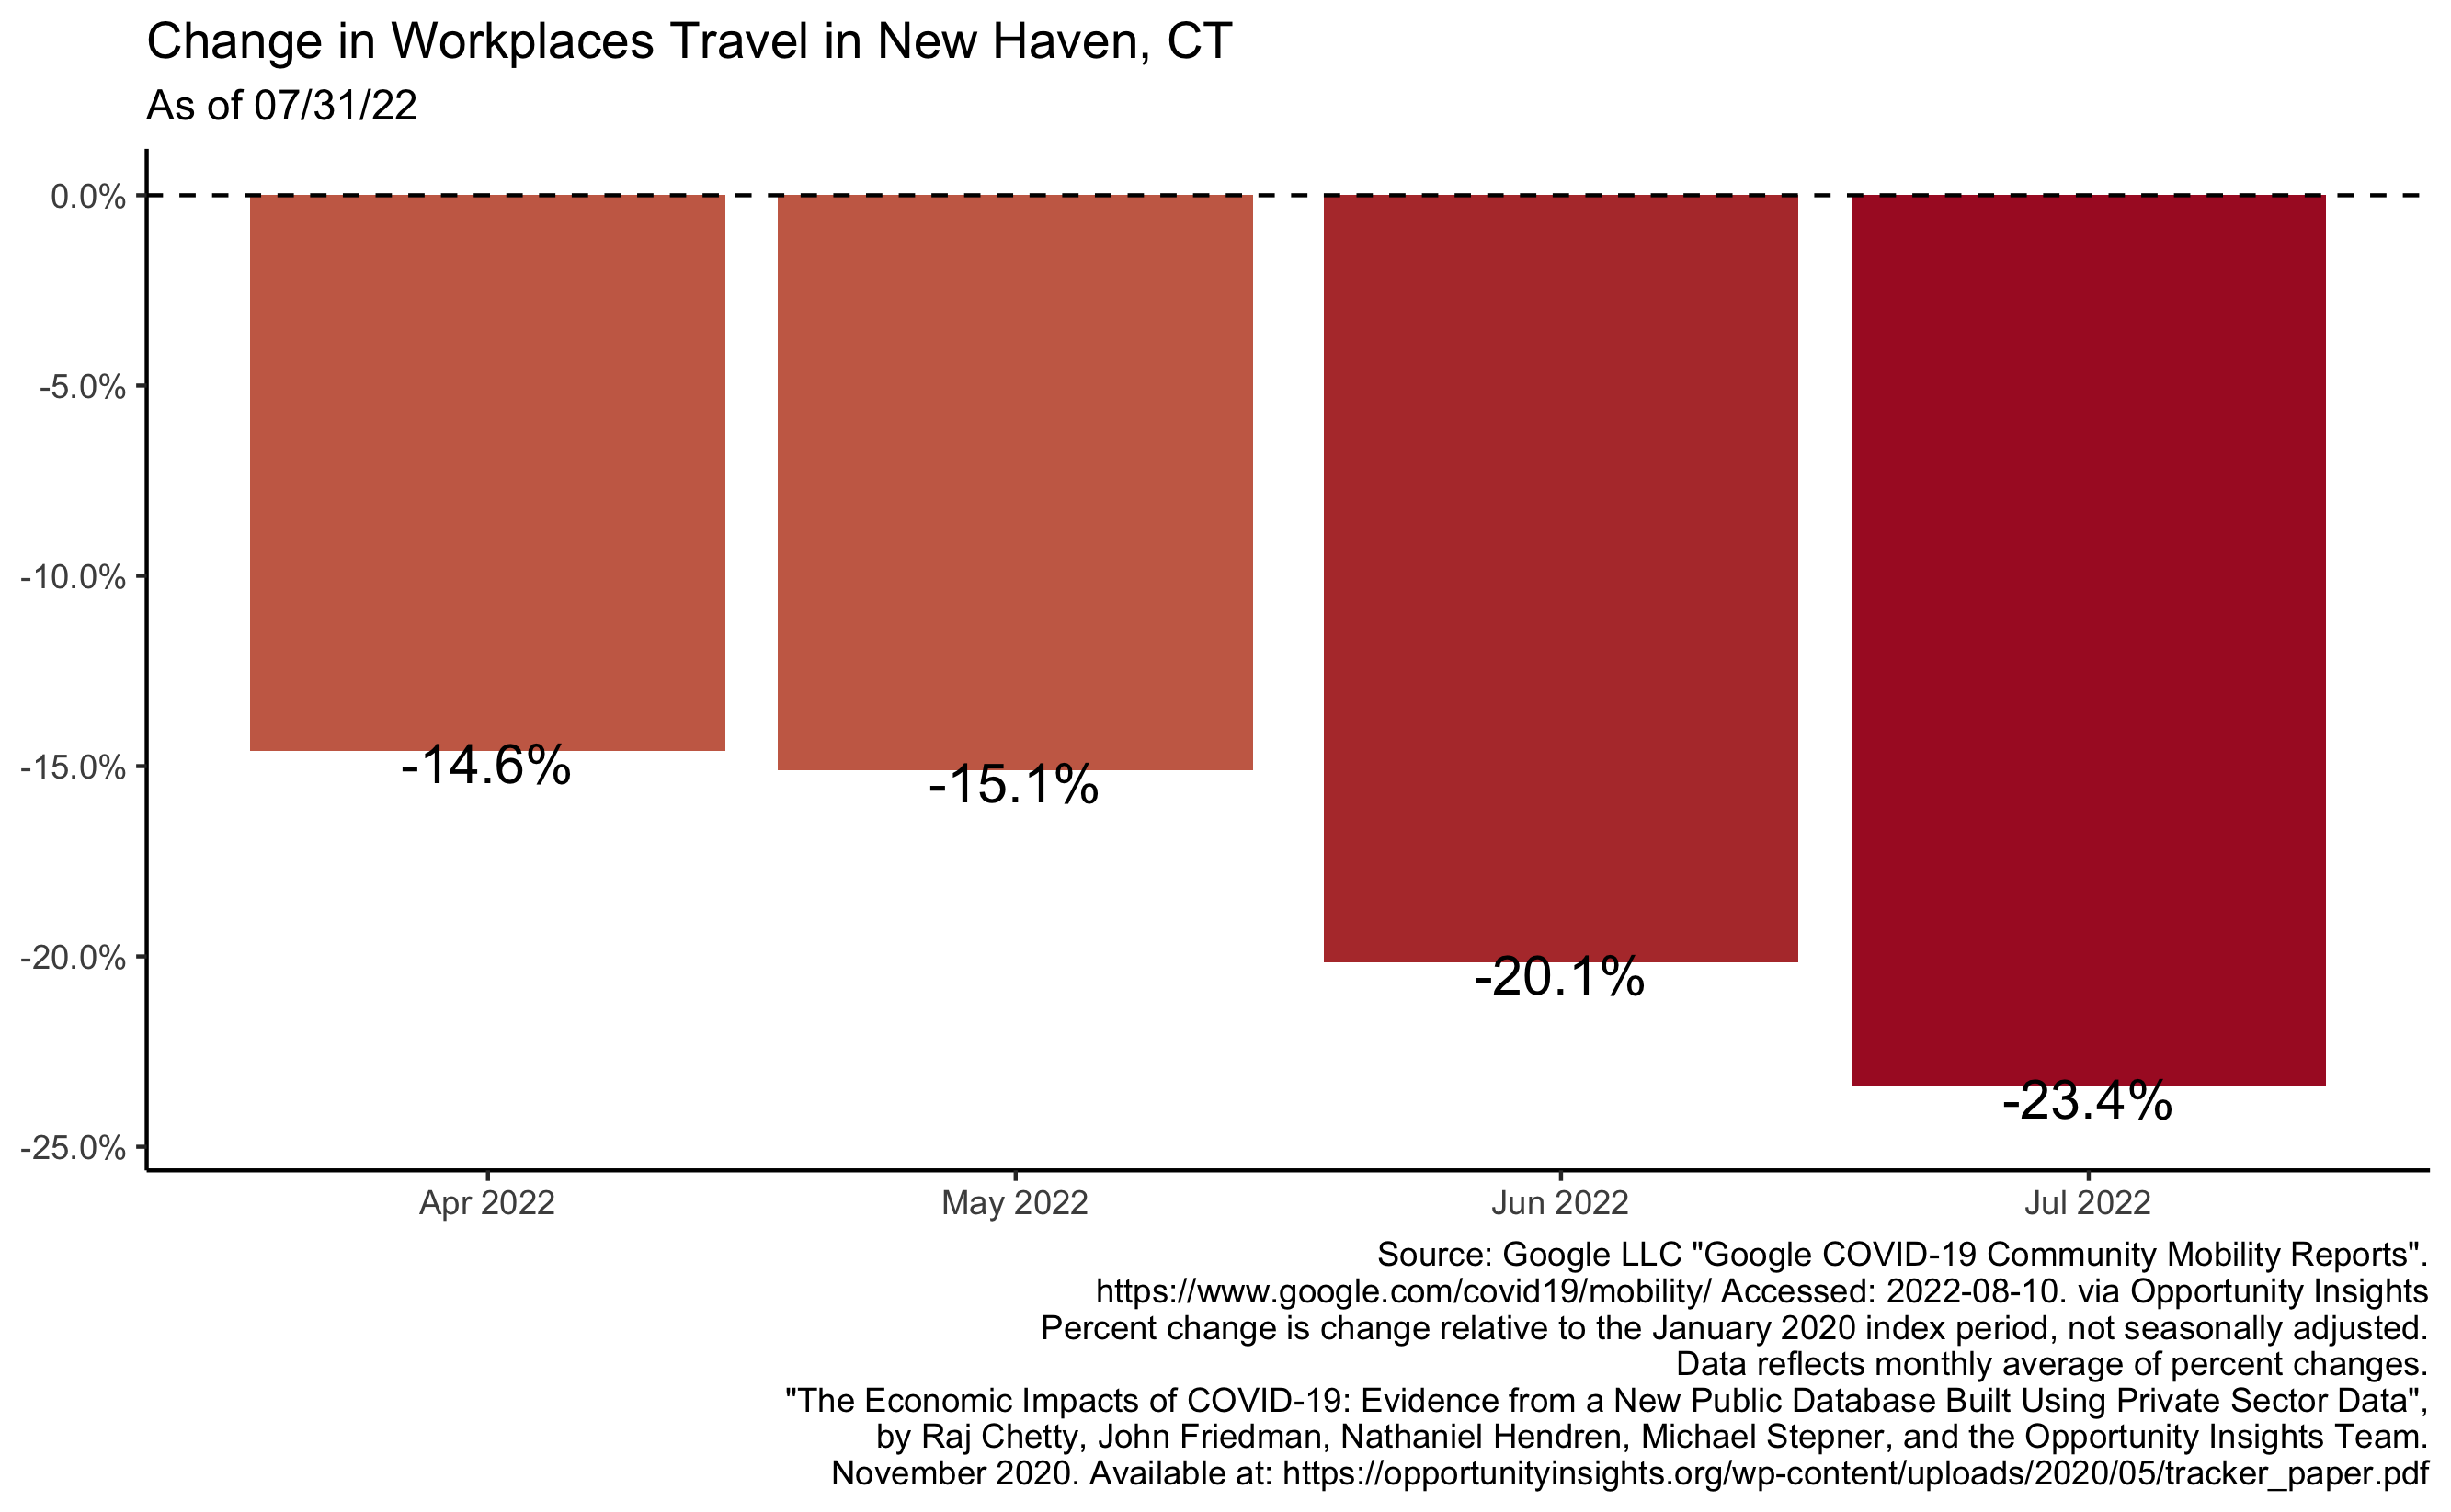 Change in Workplaces Travel in New Haven, CT
As of 07/31/22
0.0%
-5.0%
-10.0%
-15.0%
-20.0%
-25.0%
-14.6%
-15.1%
-20.1%
-23.4%
Apr 2022
May 2022
Jun 2022
Jul 2022
Source: Google LLC "Google COVID-19 Community Mobility Reports".
https://www.google.com/covid19/mobility/ Accessed: 2022-08-10. via Opportunity Insights
Percent change is change relative to the January 2020 index period, not seasonally adjusted.
Data reflects monthly average of percent changes.
"The Economic Impacts of COVID-19: Evidence from a New Public Database Built Using Private Sector Data",
by Raj Chetty, John Friedman, Nathaniel Hendren, Michael Stepner, and the Opportunity Insights Team.
November 2020. Available at: https://opportunityinsights.org/wp-content/uploads/2020/05/tracker_paper.pdf